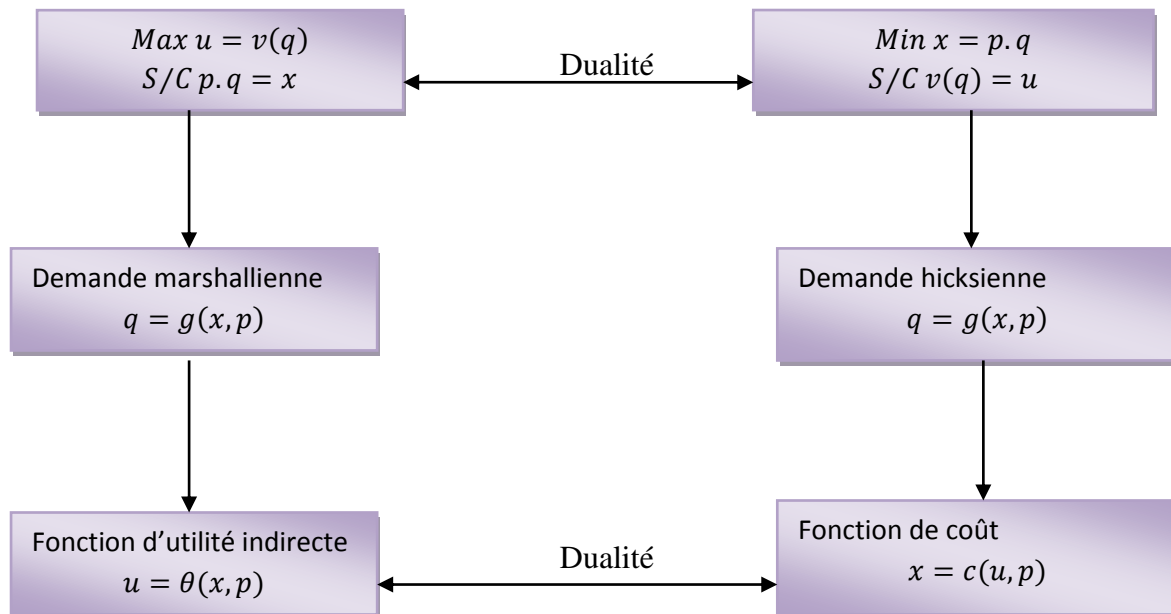 Max u = v(q)
S/C p.q = x
Dualité
Min x = p.q
S/C v(q) = u
Demande marshallienne
q = g(x,p)
Demande hicksienne
q = g(x,p)
Fonction d’utilité indirecte
u = θ(x,p)
Dualité
Fonction de coût
x = c(u,p)